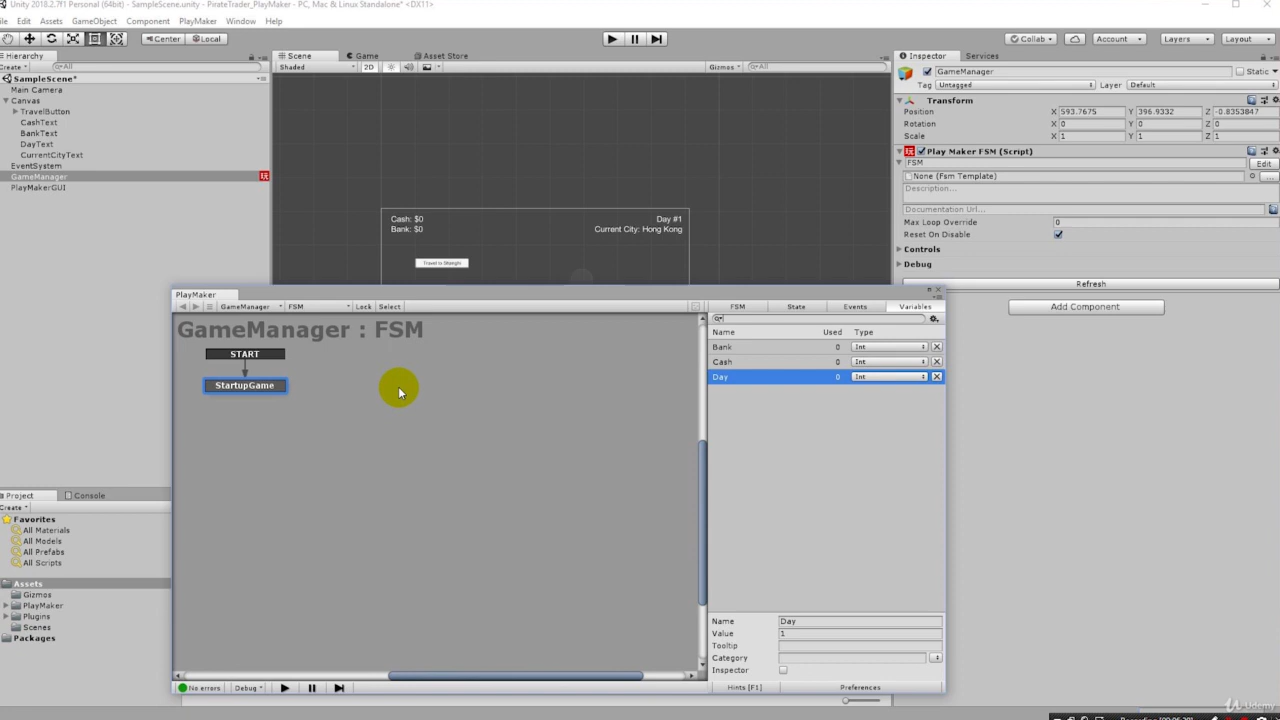 Unity 2018.2.7f1 Personal (64bit) - SampleScene.unity - PirateTrader_PlayMaker - PC, Mac & Linux Standalone* <DX11>
Edit Assets GameObject Component PlayMaker Window Help
Center Local Collab Account Layers Layout
Hierarchy Scene Game Asset Store Inspector Services
Create All Shaded 2D Gizmos All
GameManager Static
Tag Untagged Layer Default
SampleScene*
Main Camera
Canvas
TravelButton
CashText
BankText
DayText
CurrentCityText
EventSystem
GameManager
PlayMakerGUI
Transform
Position X 593.7675 Y 396.9332 Z -0.8353847
Rotation X 0 Y 0 Z 0
Scale X 1 Y 1 Z 1
Play Maker FSM (Script)
FSM Edit
None (Fsm Template) ...
Description...
Documentation Url...
Max Loop Override 0
Reset On Disable
Controls
Debug
Refresh
Add Component
Cash: $0 Day #1
Bank: $0 Current City: Hong Kong
Travel to Shanghi
PlayMaker
GameManager FSM Lock Select FSM State Events Variables
GameManager : FSM
START
StartupGame
Name Used Type
Bank 0 Int
Cash 0 Int
Day 0 Int
Name Day
Value 1
Tooltip
Category
Inspector
No errors Debug Hints [F1] Preferences
Project Console
Create
Favorites
All Materials
All Models
All Prefabs
All Scripts
Assets
Gizmos
PlayMaker
Plugins
Scenes
Packages
Udemy